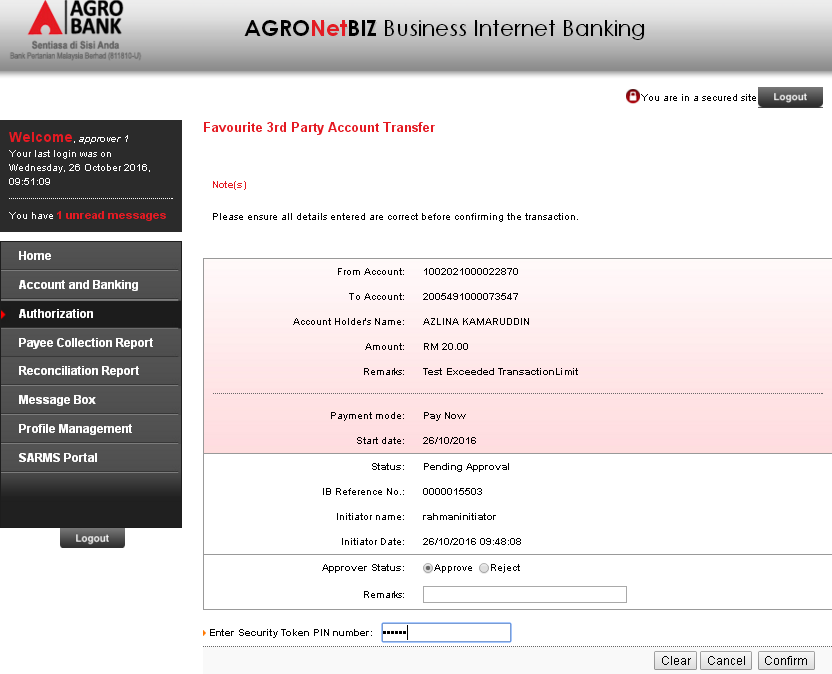 AGRO
BANK
Sentiasa di Sisi Anda
Bank Pertanian Malaysia Berhad (811810-U)
AGRONetBIZ Business Internet Banking
You are in a secured site
Logout
Welcome, approver 1
Your last login was on
Wednesday, 26 October 2016,
09:51:09
You have 1 unread messages
Home
Account and Banking
Authorization
Payee Collection Report
Reconciliation Report
Message Box
Profile Management
SARMS Portal
Logout
Favourite 3rd Party Account Transfer
Note(s)
Please ensure all details entered are correct before confirming the transaction.
From Account: 1002021000022870
To Account: 2005491000073547
Account Holder's Name: AZLINA KAMARUDDIN
Amount: RM 20.00
Remarks: Test Exceeded TransactionLimit
Payment mode: Pay Now
Start date: 26/10/2016
Status: Pending Approval
IB Reference No.: 0000015503
Initiator name: rahmaninitiator
Initiator Date: 26/10/2016 09:48:08
Approver Status: Approve Reject
Remarks:
Enter Security Token PIN number: ••••••
Clear Cancel Confirm